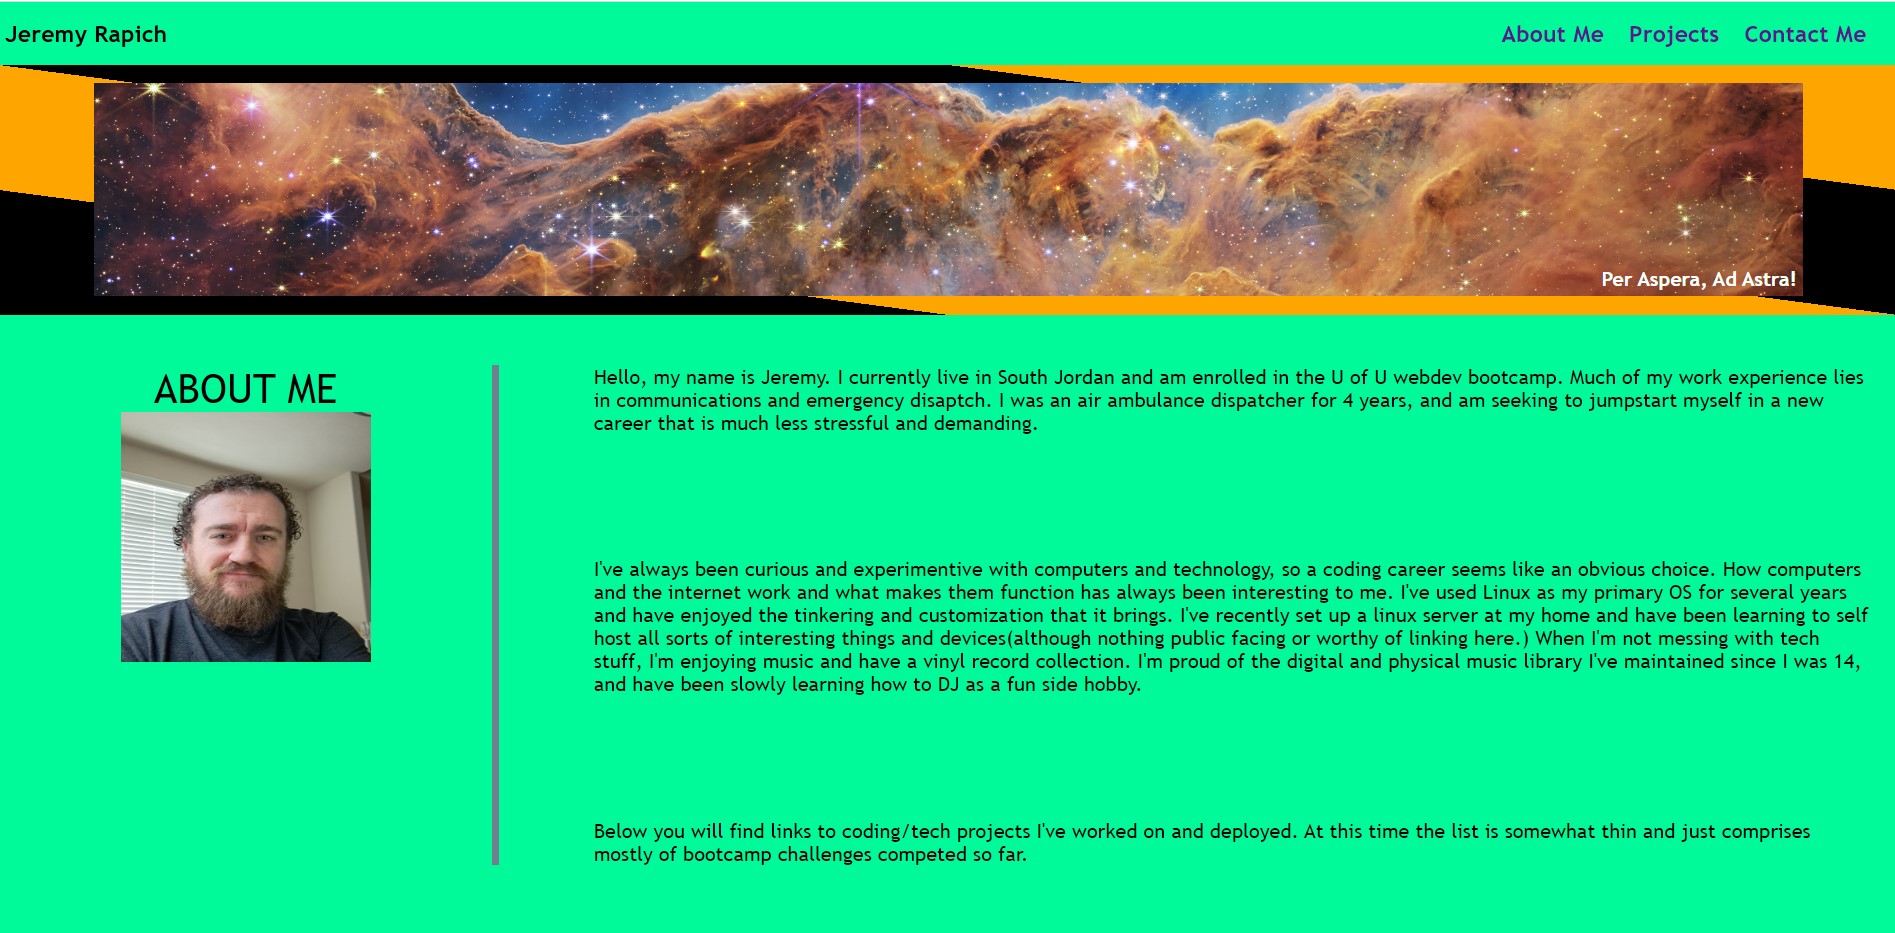 Jeremy Rapich
About Me Projects Contact Me
Per Aspera, Ad Astra!
ABOUT ME
Hello, my name is Jeremy. I currently live in South Jordan and am enrolled in the U of U webdev bootcamp. Much of my work experience lies
in communications and emergency disaptch. I was an air ambulance dispatcher for 4 years, and am seeking to jumpstart myself in a new
career that is much less stressful and demanding.
I've always been curious and experimentive with computers and technology, so a coding career seems like an obvious choice. How computers
and the internet work and what makes them function has always been interesting to me. I've used Linux as my primary OS for several years
and have enjoyed the tinkering and customization that it brings. I've recently set up a linux server at my home and have been learning to self
host all sorts of interesting things and devices(although nothing public facing or worthy of linking here.) When I'm not messing with tech
stuff, I'm enjoying music and have a vinyl record collection. I'm proud of the digital and physical music library I've maintained since I was 14,
and have been slowly learning how to DJ as a fun side hobby.
Below you will find links to coding/tech projects I've worked on and deployed. At this time the list is somewhat thin and just comprises
mostly of bootcamp challenges competed so far.